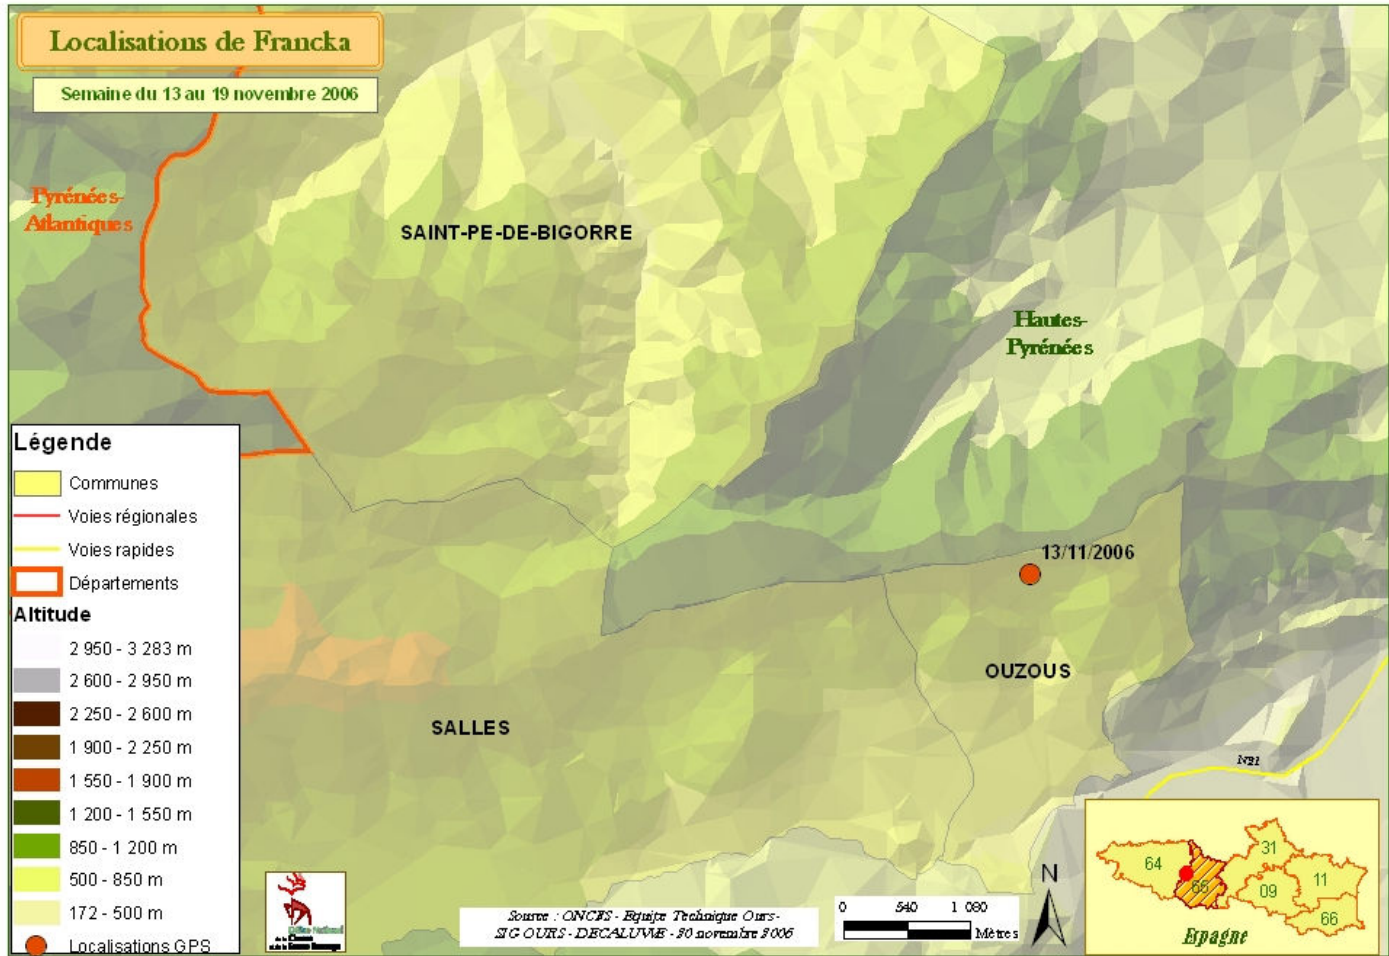 Localisations de Francka
Semaine du 13 au 19 novembre 2006
Pyrénées-
Atlantiques
SAINT-PE-DE-BIGORRE
Hautes-
Pyrénées
13/11/2006
OUZOUS
SALLES
N21
Légende
Communes
Voies régionales
Voies rapides
Départements
Altitude
2 950 - 3 283 m
2 600 - 2 950 m
2 250 - 2 600 m
1 900 - 2 250 m
1 550 - 1 900 m
1 200 - 1 550 m
850 - 1 200 m
500 - 850 m
172 - 500 m
Localisations GPS
Source : ONCFS - Equipe Technique Ours-
SIG OURS - DECALUWE - 30 novembre 2006
0 540 1 080
Mètres
N
64
65
31
09
11
66
Espagne